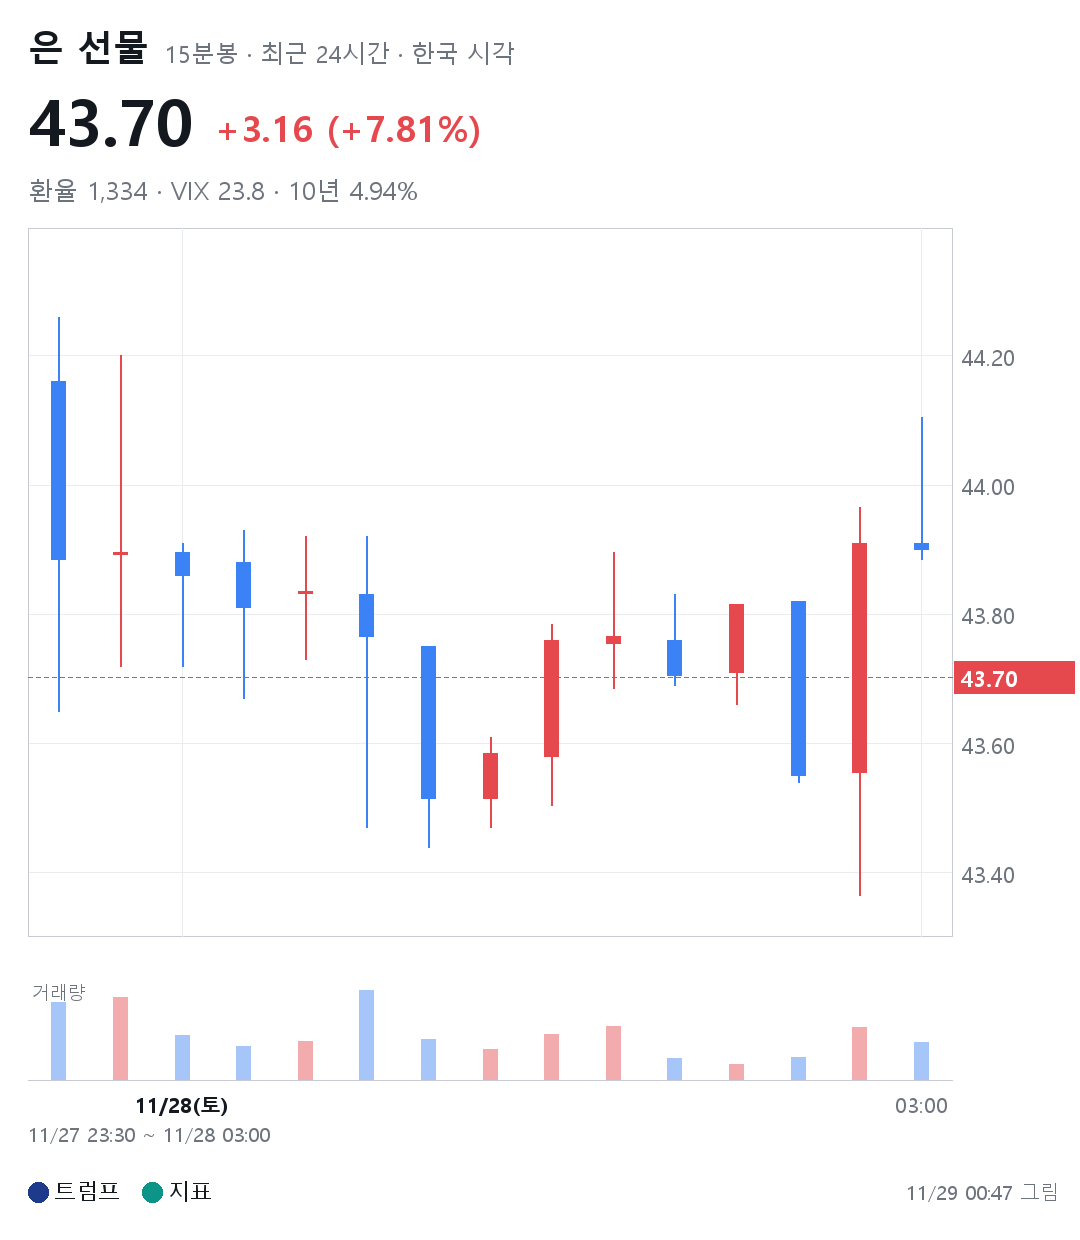 은 선물 15분봉 · 최근 24시간 · 한국 시각
43.70 +3.16 (+7.81%)
환율 1,334 · VIX 23.8 · 10년 4.94%
44.20
44.00
43.80
43.70
43.60
43.40
거래량
11/28(토) 03:00
11/27 23:30 ~ 11/28 03:00
트럼프 지표 11/29 00:47 그림